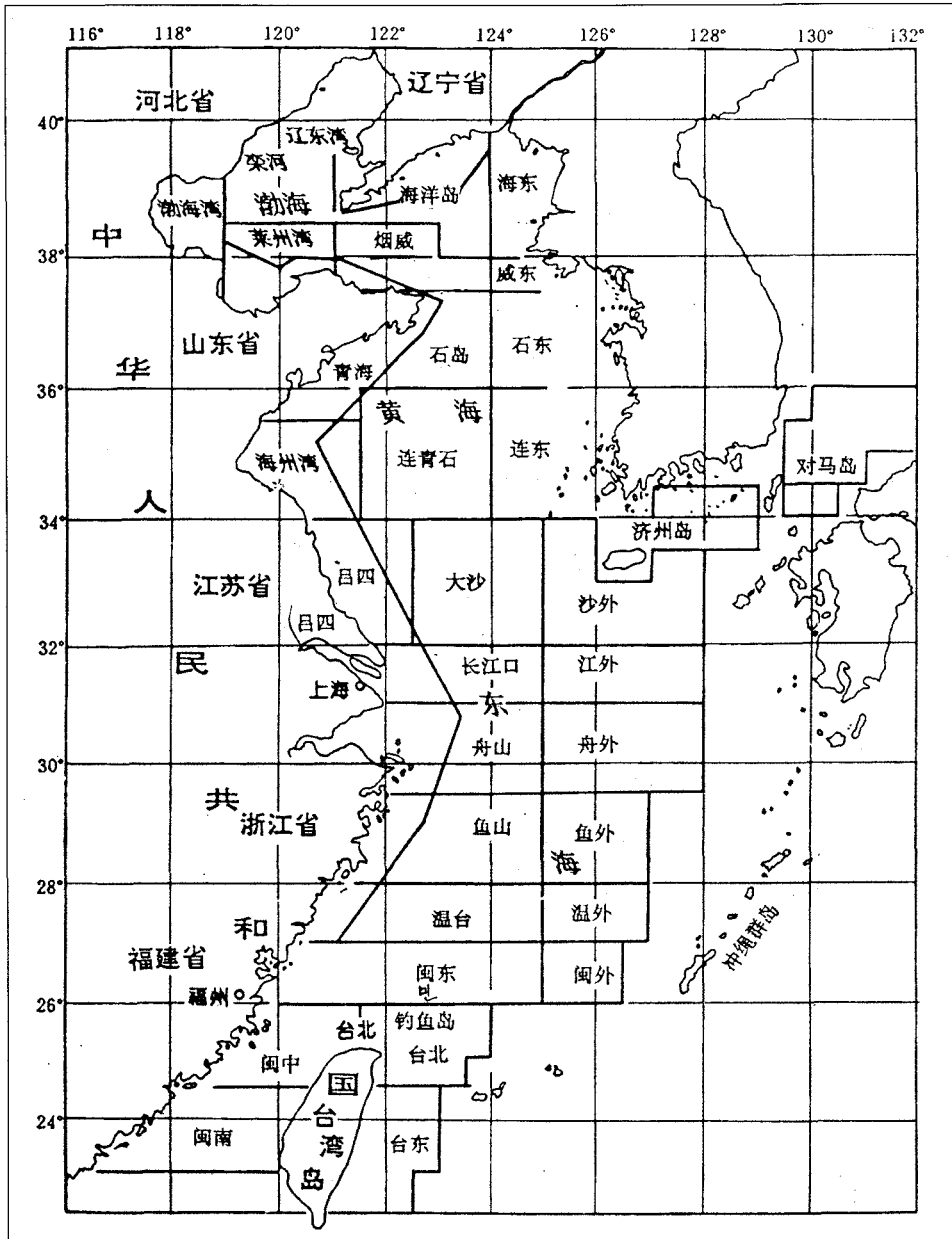 116° 118° 120° 122° 124° 126° 128° 130° 132°
辽宁省
河北省
40°
辽东湾
栾河
海洋岛
海东
渤海湾
渤海
中
莱州湾
烟威
38°
威东
山东省
石岛
石东
华
青海
36°
黄海
海州湾
连青石
连东
对马岛
人
34°
济州岛
江苏省
吕四
大沙
沙外
吕四
32°
民
长江口
江外
上海
东
舟山
舟外
30°
共
浙江省
鱼山
鱼外
海
28°
温台
温外
和
冲绳群岛
福建省
闽东
闽外
민
福州
26°
台北
钓鱼岛
闽中
台北
国
24°
台
闽南
湾
台东
岛